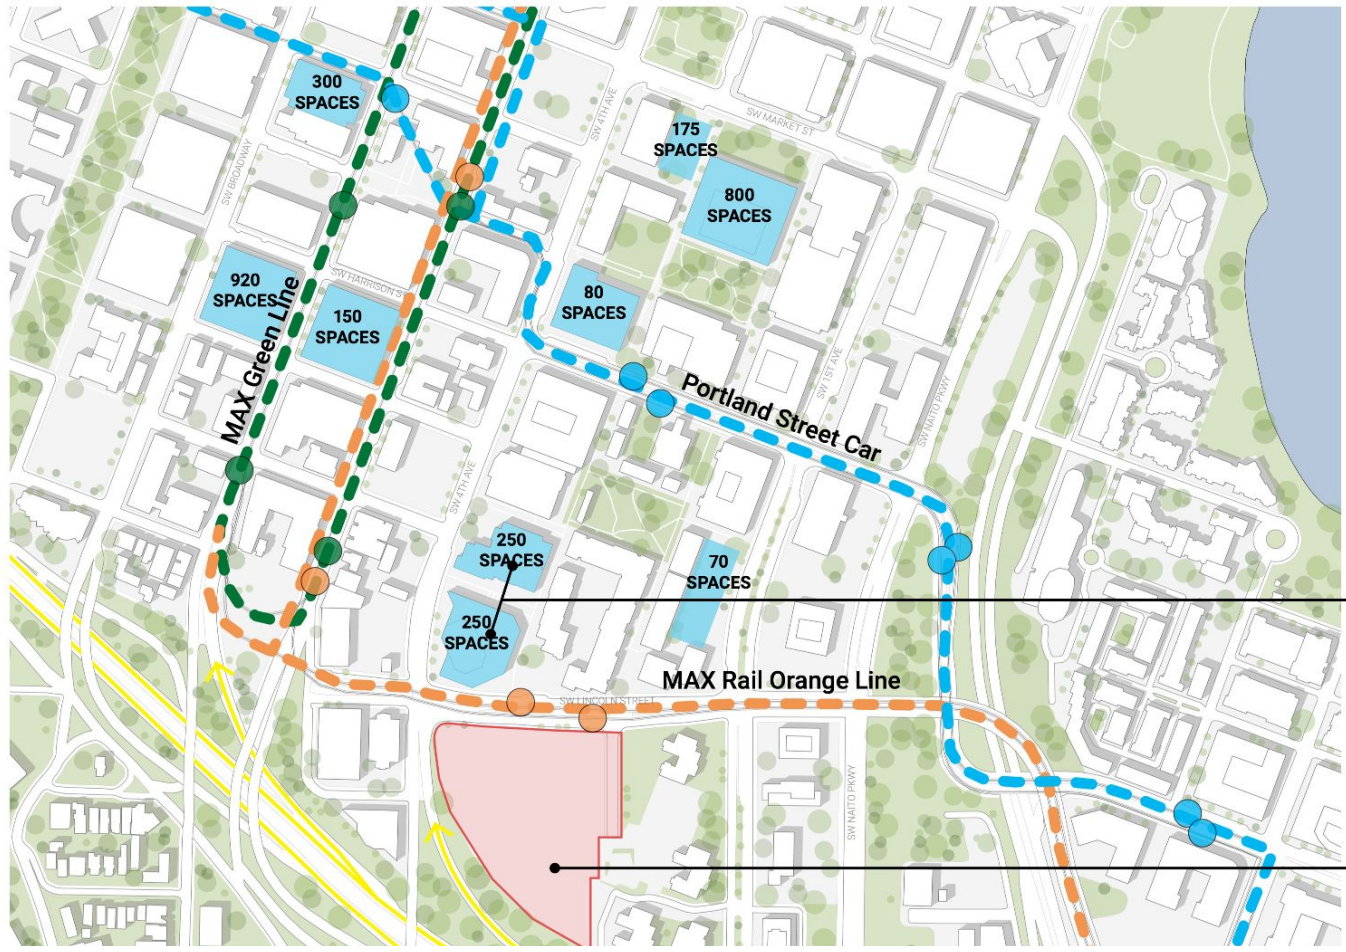 300
SPACES
175
SPACES
SW 4TH AVE
SW MARKET ST
SW BROADWAY
800
SPACES
920
SPACES
SW HARRISON ST
80
SPACES
150
SPACES
MAX Green Line
Portland Street Car
SW 1ST AVE
SW NAITO PKWY
SW 4TH AVE
250
SPACES
70
SPACES
250
SPACES
MAX Rail Orange Line
SW LINCOLN STREET
SW NAITO PKWY